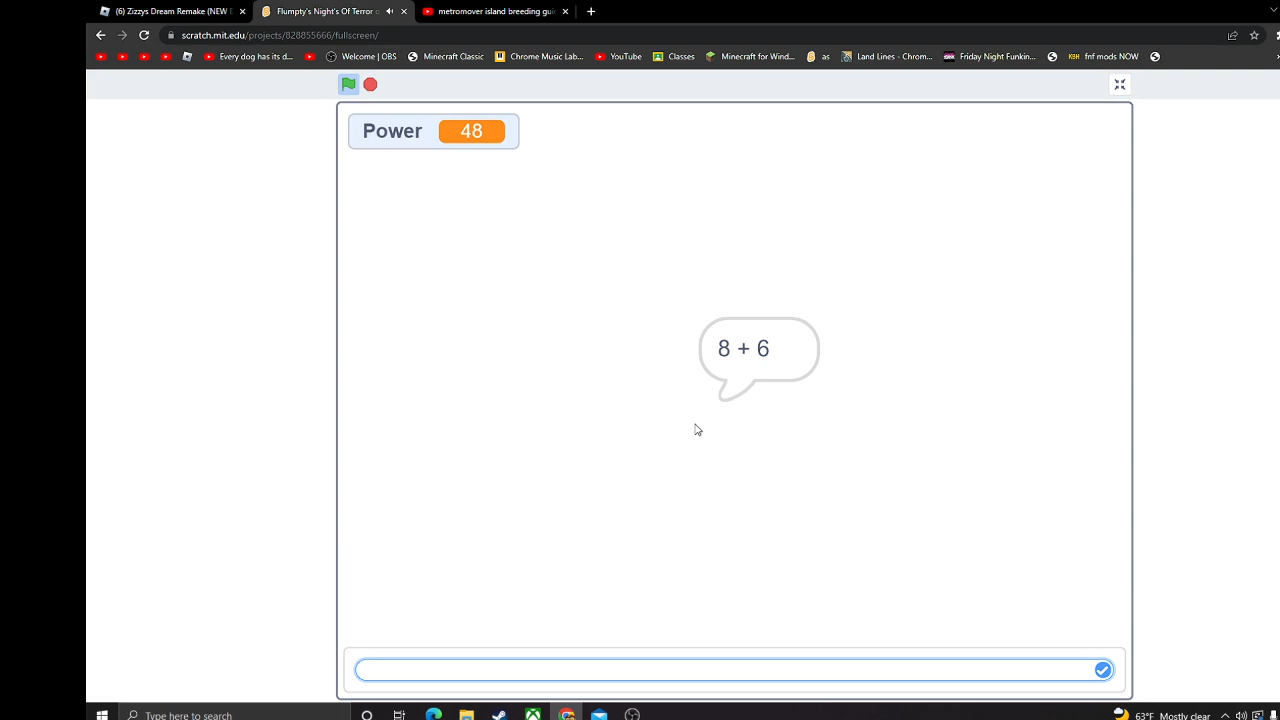 (6) Zizzys Dream Remake (NEW E
Flumpty's Night's Of Terror o
metromover island breeding gui
scratch.mit.edu/projects/828855666/fullscreen/
Every dog has its d...
Welcome | OBS
Minecraft Classic
Chrome Music Lab...
YouTube
Classes
Minecraft for Wind...
as
Land Lines - Chrom...
Friday Night Funkin...
KBH
fnf mods NOW
Power 48
8 + 6
Type here to search
63°F Mostly clear